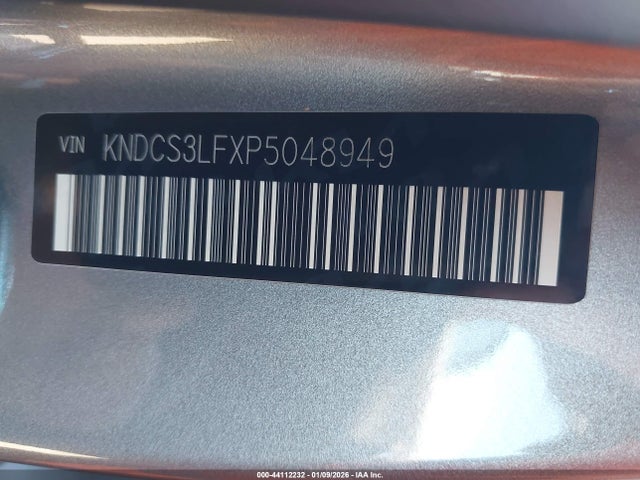 VIN KNDCS3LFXP5048949
000-44112232 - 01/09/2026 - IAA Inc.